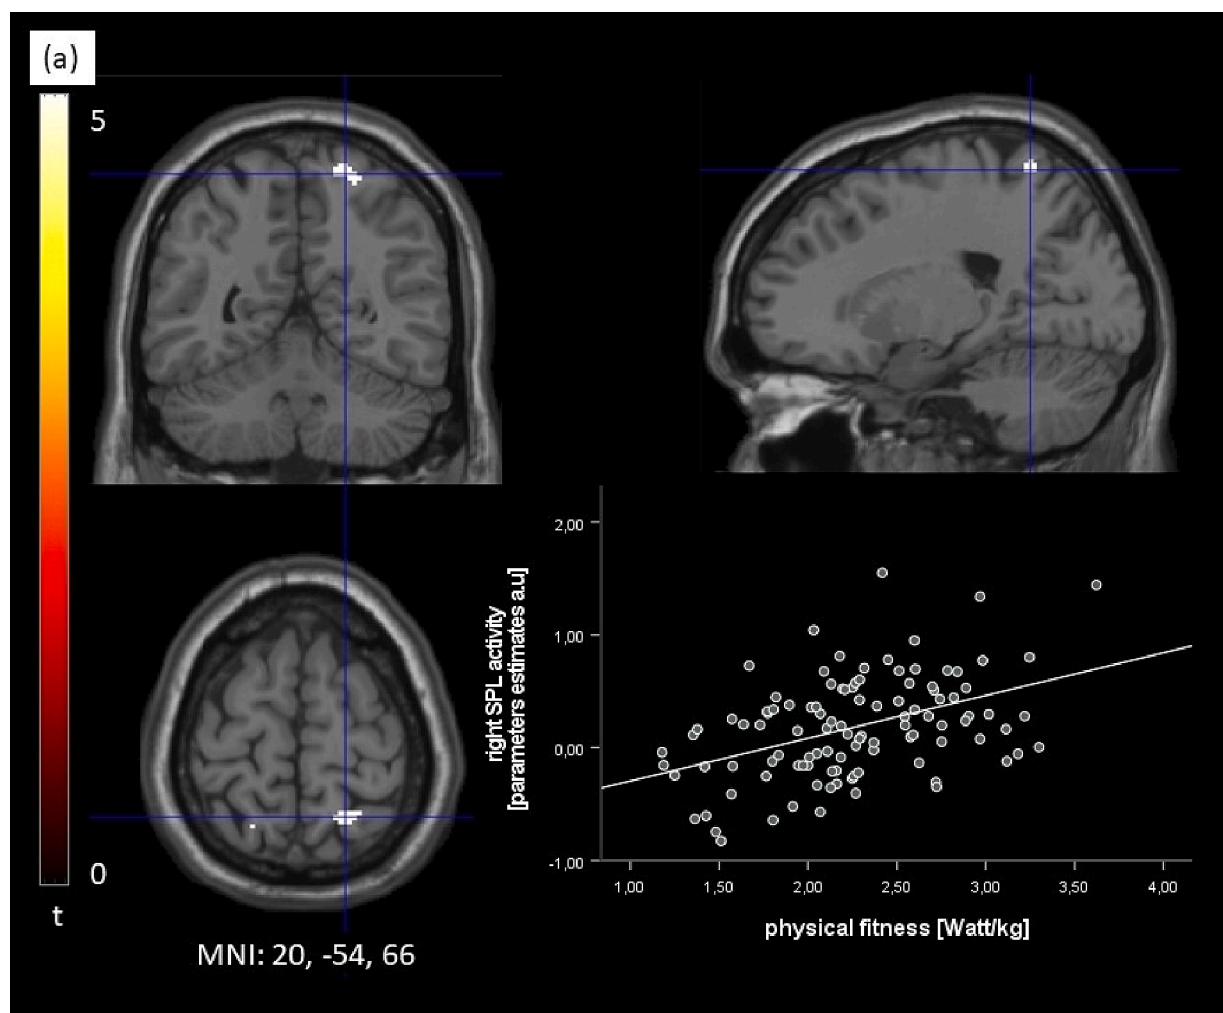 (a)
5
0
t
MNI: 20, -54, 66
right SPL activity
[parameters estimates a.u]
2,00
1,00
0,00
-1,00
1,00 1,50 2,00 2,50 3,00 3,50 4,00
physical fitness [Watt/kg]